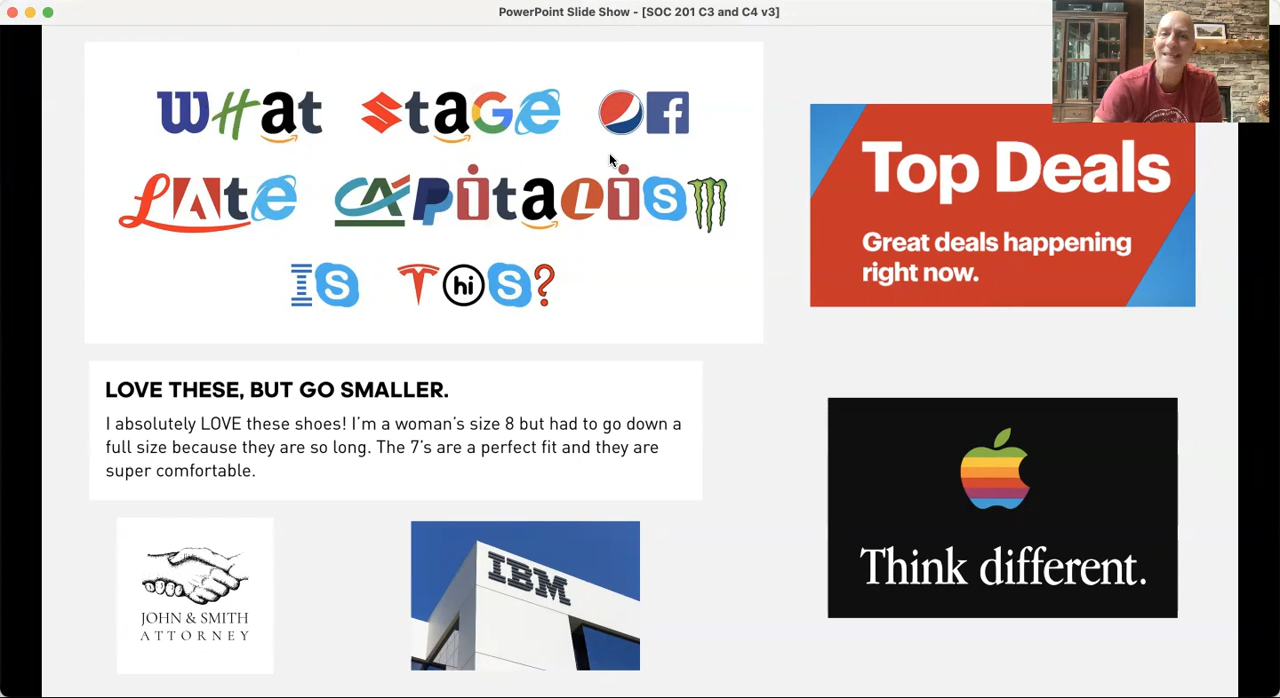 PowerPoint Slide Show - [SOC 201 C3 and C4 v3]
wHat stage of
LAte CApitaLiSm
IS ThiS?
Top Deals
Great deals happening
right now.
LOVE THESE, BUT GO SMALLER.
I absolutely LOVE these shoes! I'm a woman's size 8 but had to go down a
full size because they are so long. The 7's are a perfect fit and they are
super comfortable.
JOHN & SMITH
ATTORNEY
IBM
Think different.